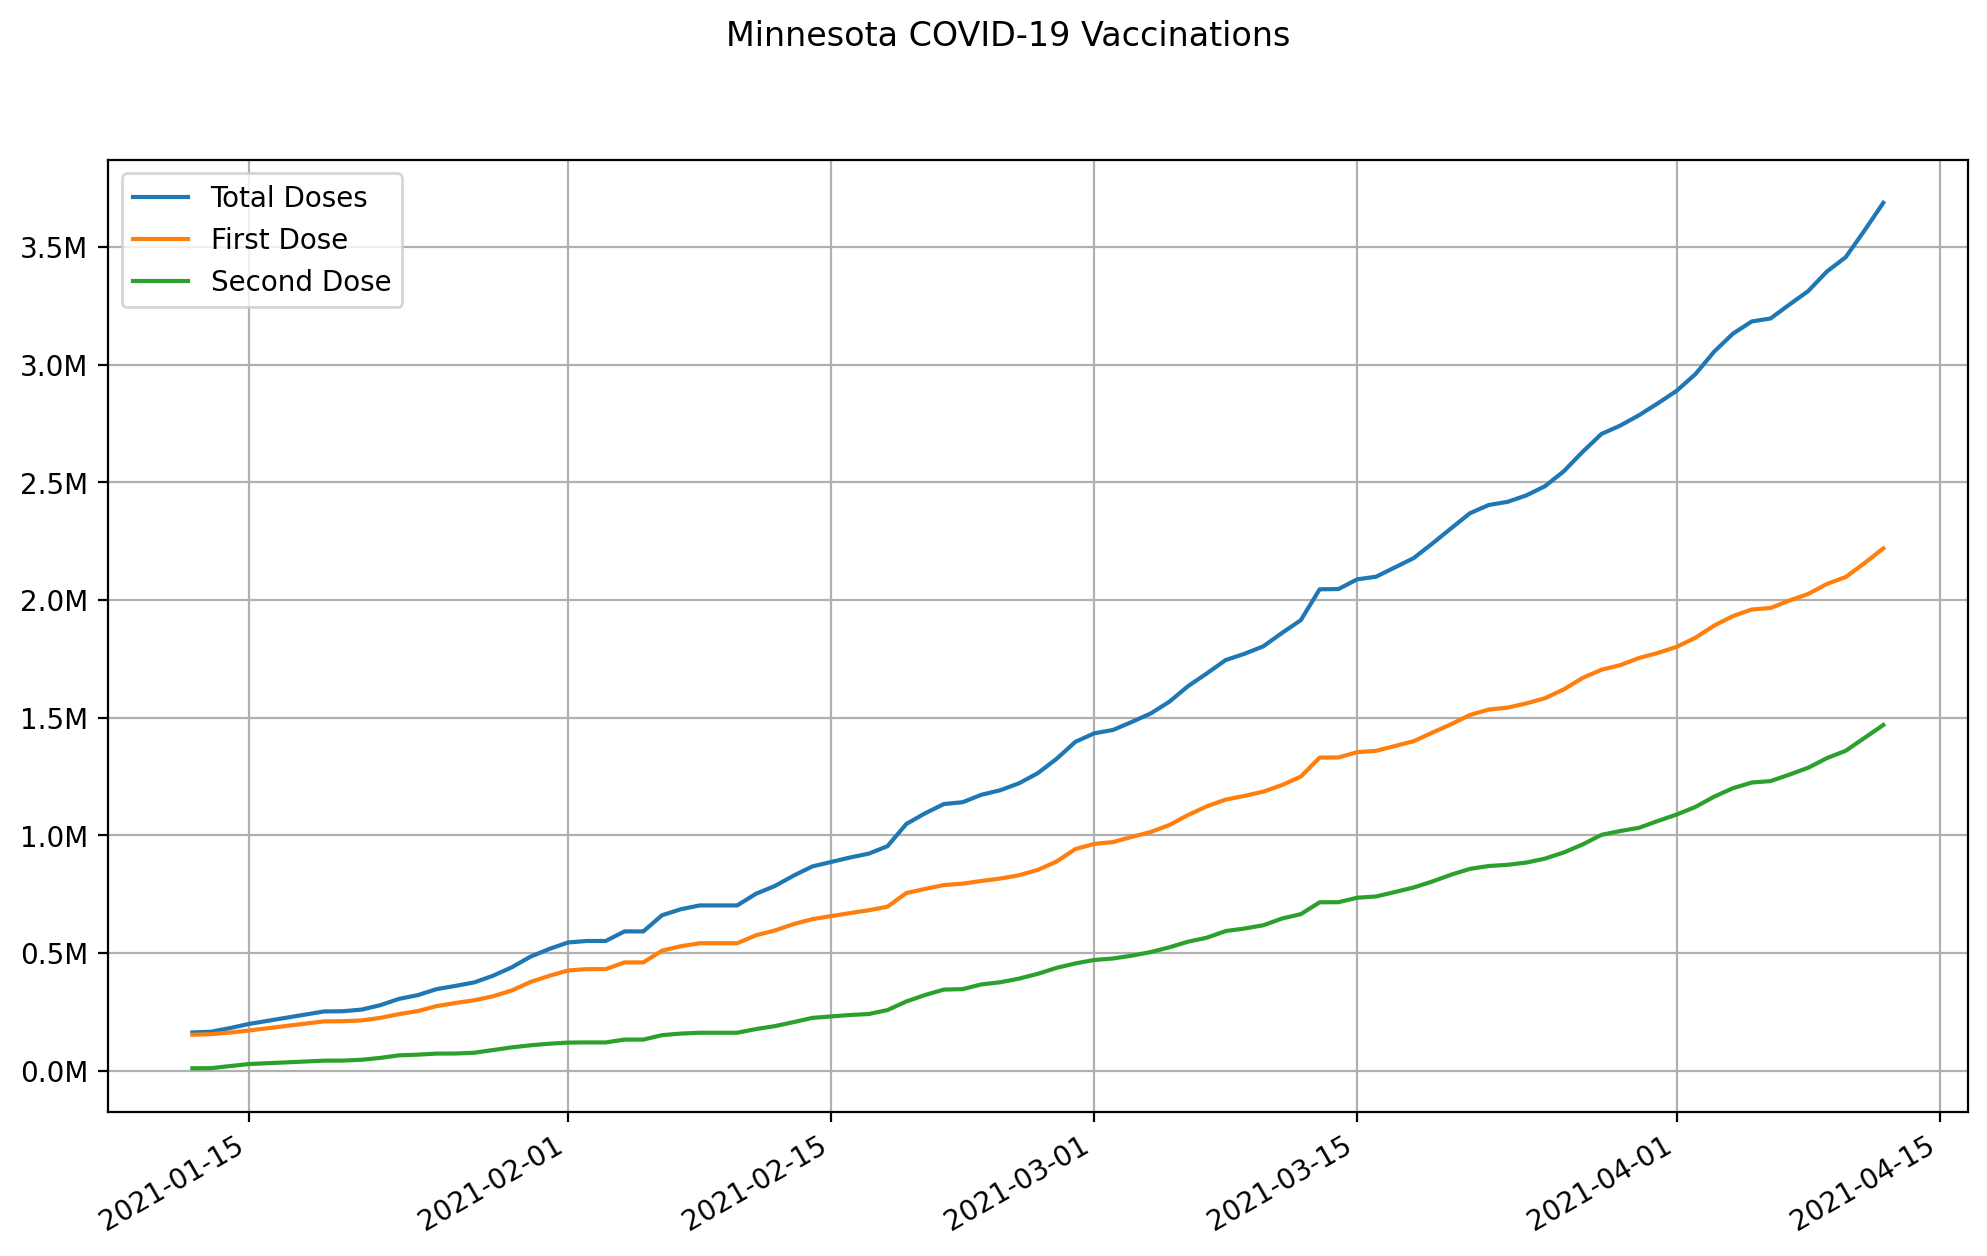 Minnesota COVID-19 Vaccinations
Total Doses
First Dose
Second Dose
3.5M
3.0M
2.5M
2.0M
1.5M
1.0M
0.5M
0.0M
2021-01-15
2021-02-01
2021-02-15
2021-03-01
2021-03-15
2021-04-01
2021-04-15